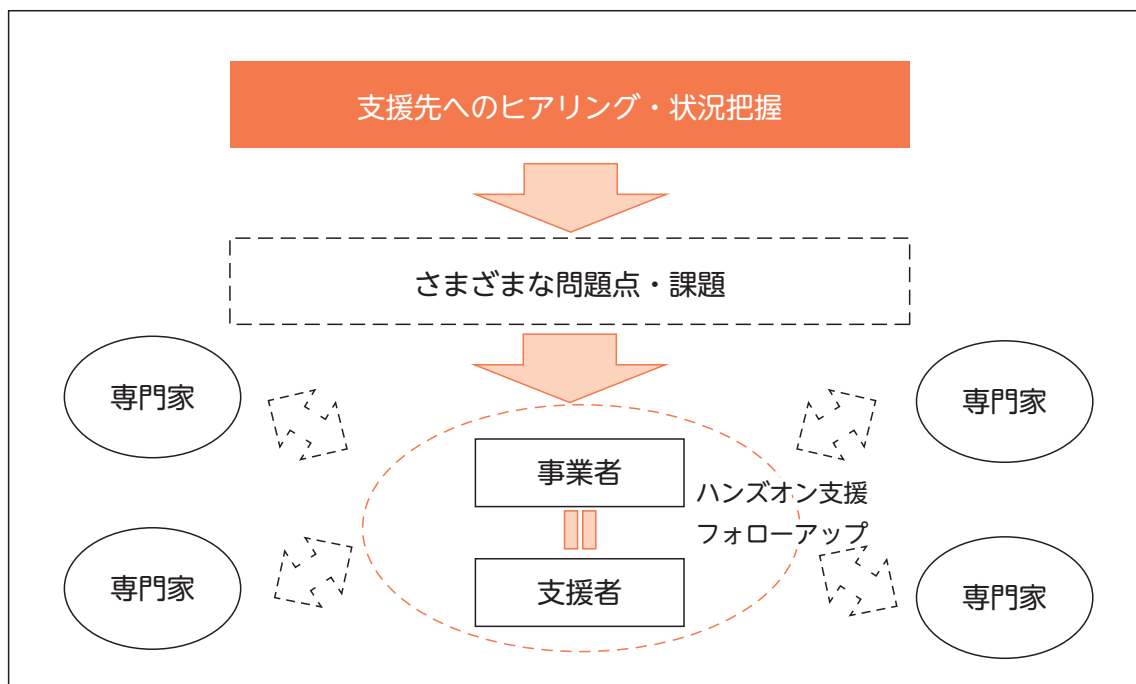 支援先へのヒアリング・状況把握
さまざまな問題点・課題
専門家
専門家
事業者
ハンズオン支援
フォローアップ
支援者
専門家
専門家